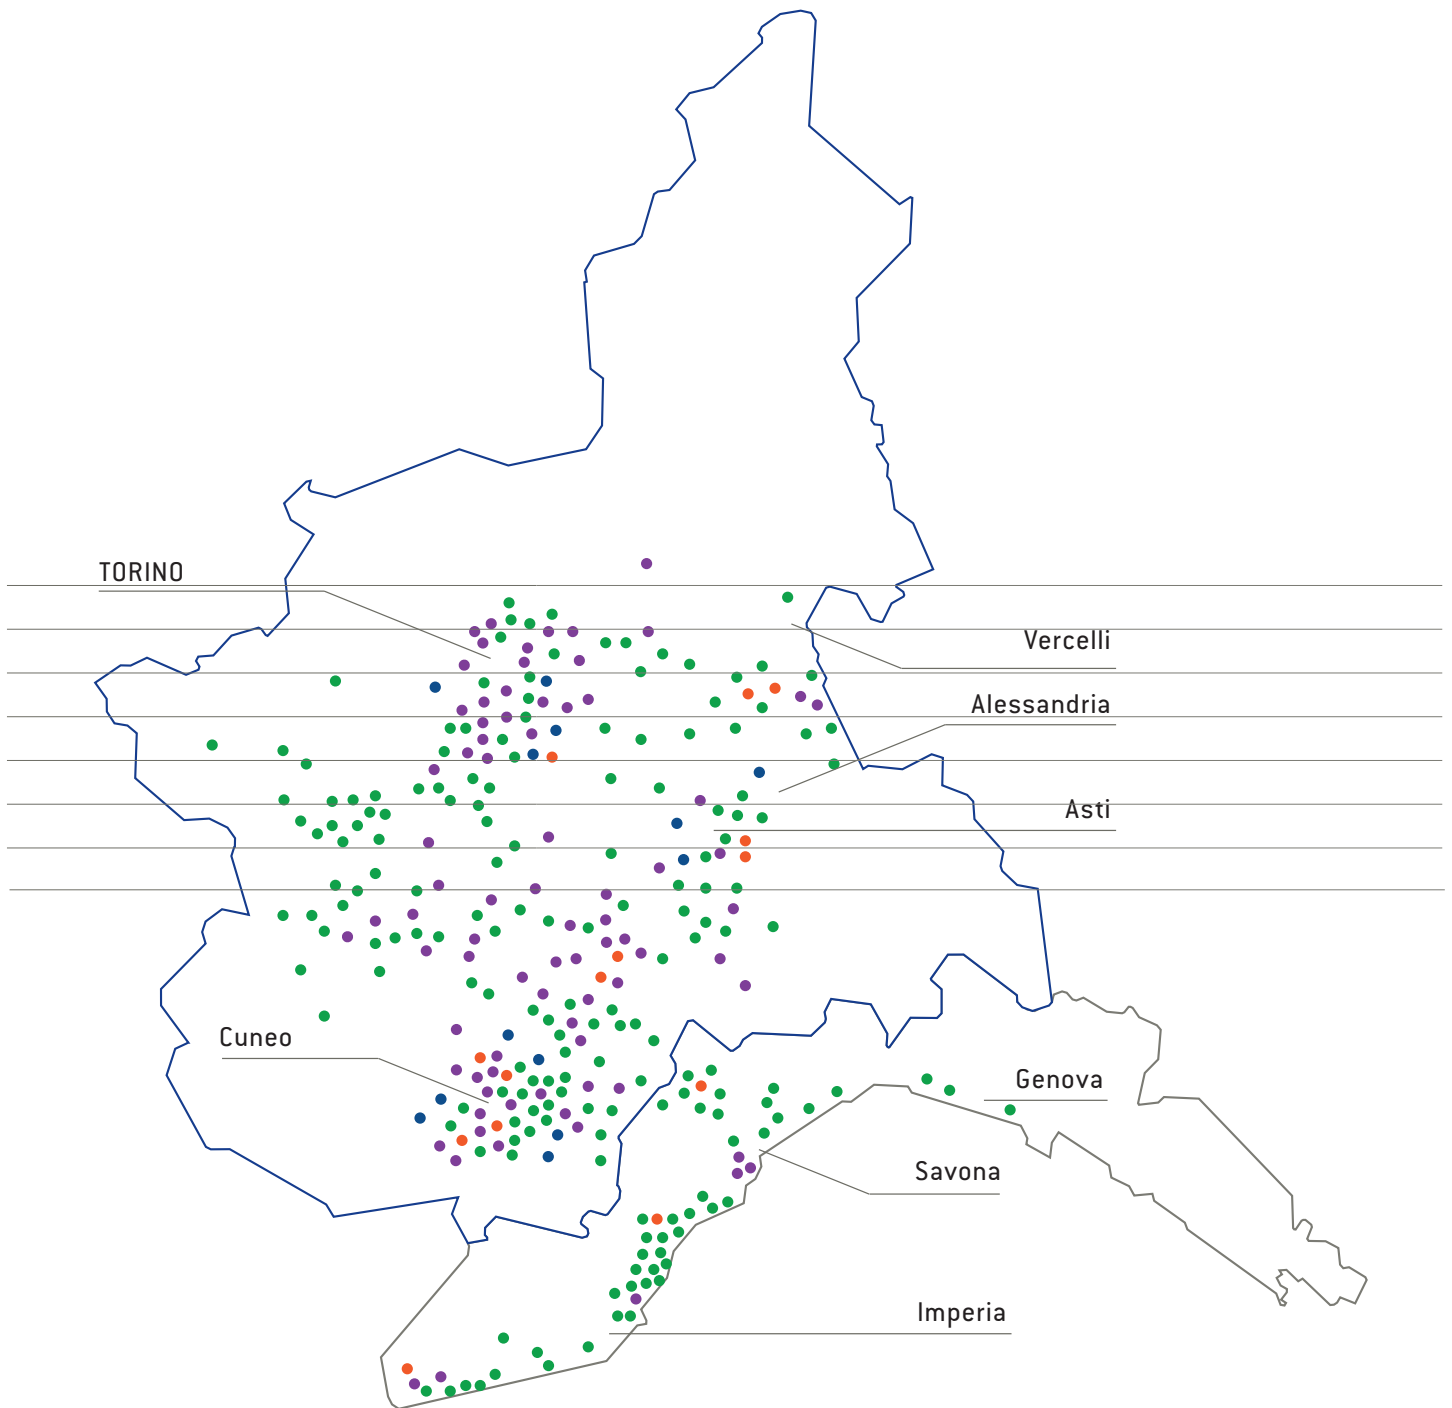 TORINO
Vercelli
Alessandria
Asti
Cuneo
Genova
Savona
Imperia